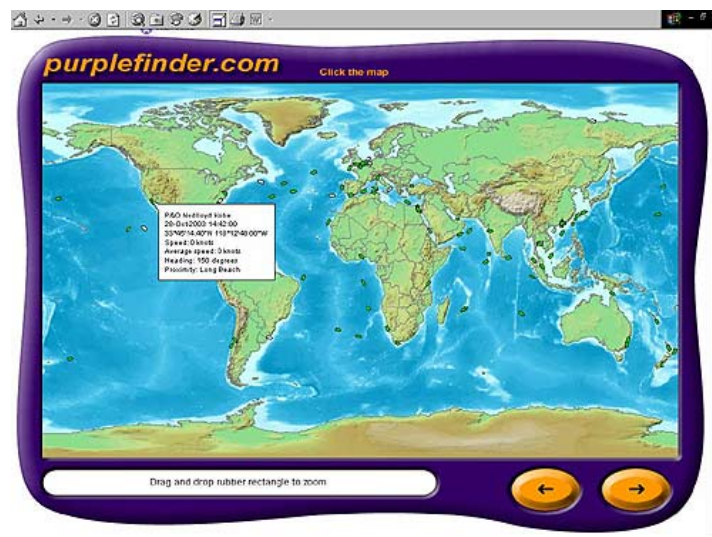 purplefinder.com
Click the map
P&O Nedlloyd Kobe
28-Oct2003 14:42:00
33°45'14.40"N 118°12'48.00"W
Speed: 0 knots
Average speed: 0 knots
Heading: 150 degrees
Proximity: Long Beach
Drag and drop rubber rectangle to zoom